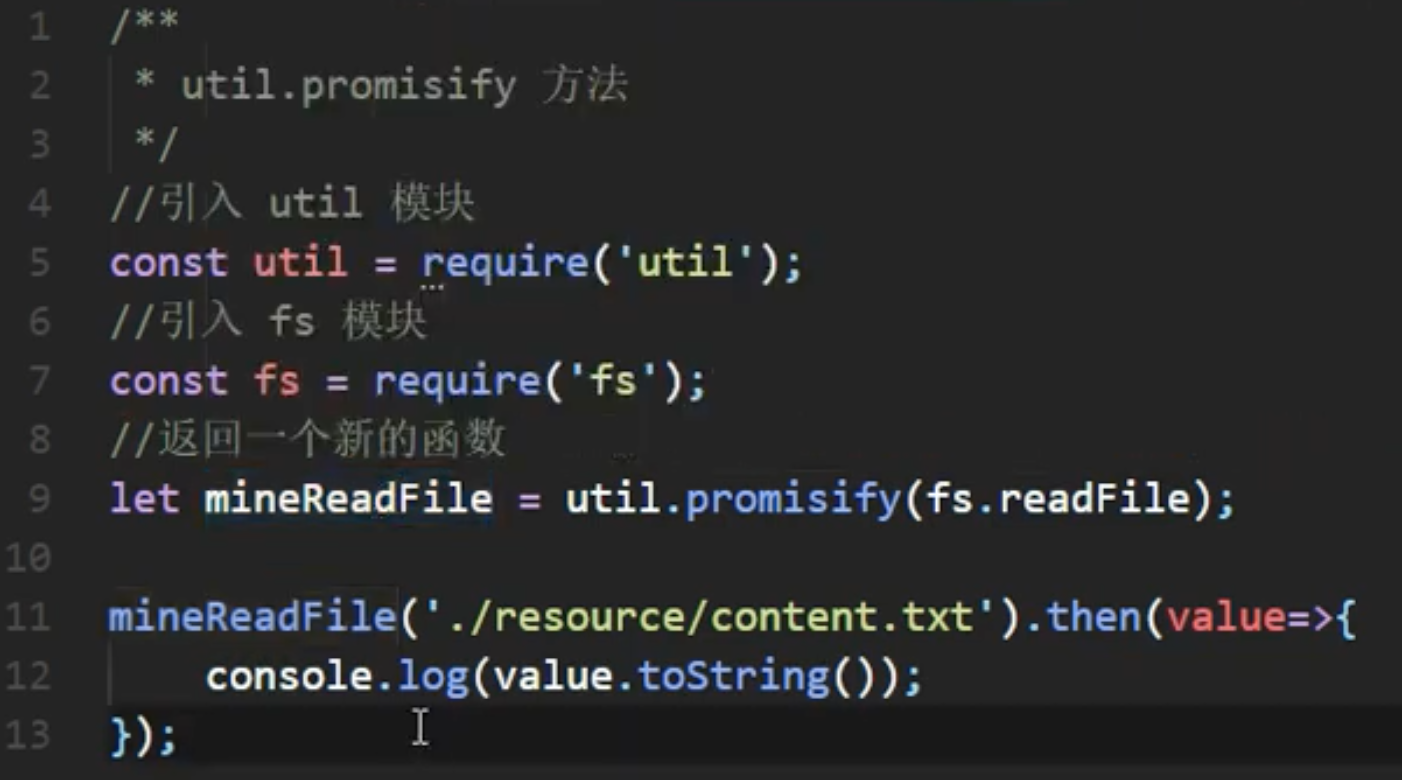 1 /**
2  * util.promisify 方法
3  */
4 //引入 util 模块
5 const util = require('util');
6 //引入 fs 模块
7 const fs = require('fs');
8 //返回一个新的函数
9 let mineReadFile = util.promisify(fs.readFile);
10
11 mineReadFile('./resource/content.txt').then(value=>{
12     console.log(value.toString());
13 });